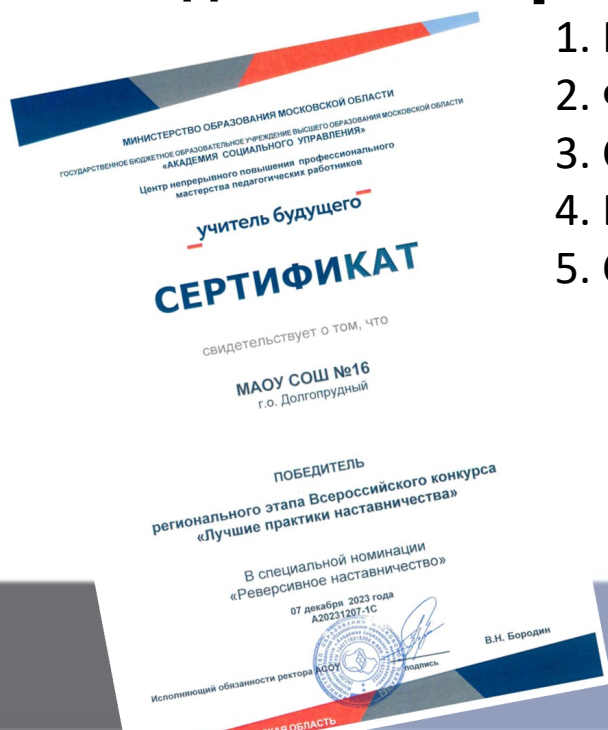 МИНИСТЕРСТВО ОБРАЗОВАНИЯ МОСКОВСКОЙ ОБЛАСТИ
ГОСУДАРСТВЕННОЕ БЮДЖЕТНОЕ ОБРАЗОВАТЕЛЬНОЕ УЧРЕЖДЕНИЕ ВЫСШЕГО ОБРАЗОВАНИЯ МОСКОВСКОЙ ОБЛАСТИ
«АКАДЕМИЯ СОЦИАЛЬНОГО УПРАВЛЕНИЯ»
Центр непрерывного повышения профессионального
мастерства педагогических работников
учитель будущего
СЕРТИФИКАТ
свидетельствует о том, что
МАОУ СОШ №16
г.о. Долгопрудный
ПОБЕДИТЕЛЬ
регионального этапа Всероссийского конкурса
«Лучшие практики наставничества»
В специальной номинации
«Реверсивное наставничество»
07 декабря 2023 года
А20231207-1С
Исполняющий обязанности ректора АСОУ
подпись
В.Н. Бородин
ОБЛАСТЬ
1.
2.
3.
4.
5.